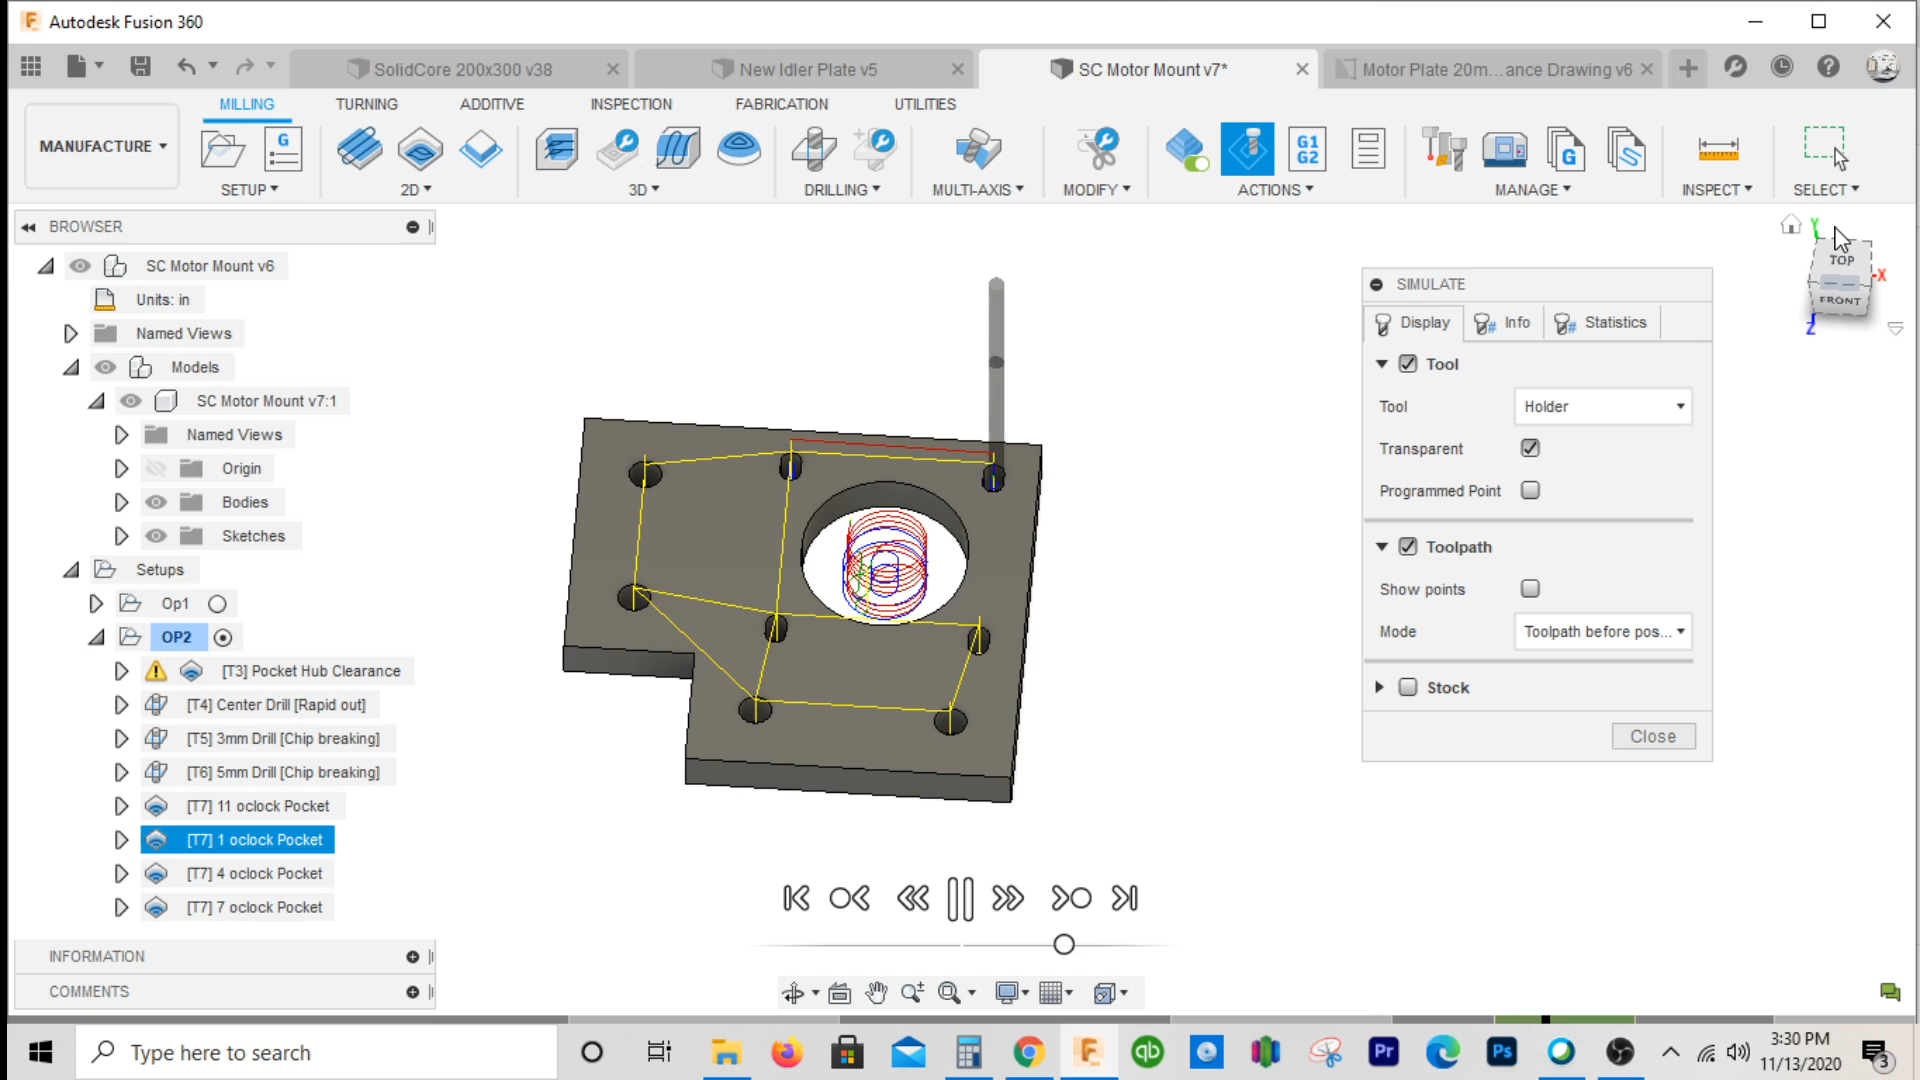 Autodesk Fusion 360
SolidCore 200x300 v38
New Idler Plate v5
SC Motor Mount v7*
Motor Plate 20m...ance Drawing v6
MILLING
TURNING
ADDITIVE
INSPECTION
FABRICATION
UTILITIES
MANUFACTURE
SETUP
2D
3D
DRILLING
MULTI-AXIS
MODIFY
ACTIONS
MANAGE
INSPECT
SELECT
G
G1
G2
G
BROWSER
SC Motor Mount v6
Units: in
Named Views
Models
SC Motor Mount v7:1
Named Views
Origin
Bodies
Sketches
Setups
Op1
OP2
[T3] Pocket Hub Clearance
[T4] Center Drill [Rapid out]
[T5] 3mm Drill [Chip breaking]
[T6] 5mm Drill [Chip breaking]
[T7] 11 oclock Pocket
[T7] 1 oclock Pocket
[T7] 4 oclock Pocket
[T7] 7 oclock Pocket
INFORMATION
COMMENTS
Y
TOP
X
FRONT
Z
SIMULATE
Display
Info
Statistics
Tool
Tool
Holder
Transparent
Programmed Point
Toolpath
Show points
Mode
Toolpath before pos...
Stock
Close
Type here to search
qb
Pr
Ps
3:30 PM
11/13/2020
3